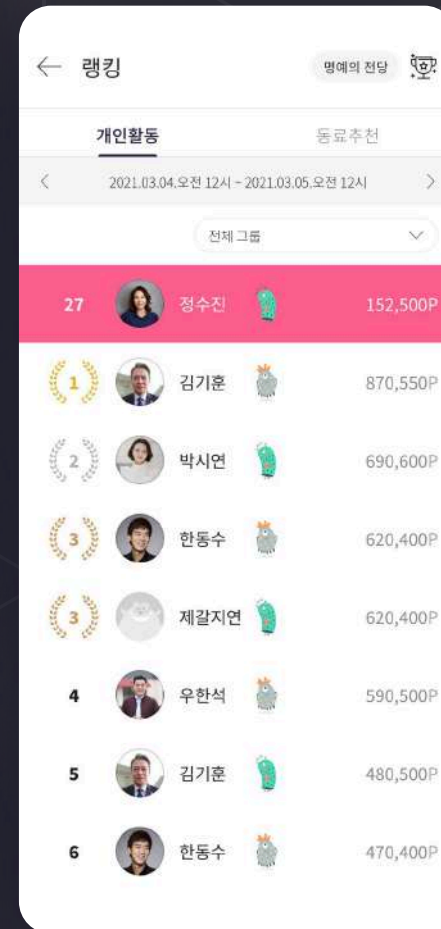 랭킹 명예의 전당
개인활동 동료추천
2021.03.04.오전 12시 ~ 2021.03.05.오전 12시
전체 그룹
27 정수진 152,500P
1 김기훈 870,550P
2 박시연 690,600P
3 한동수 620,400P
3 제갈지연 620,400P
4 우한석 590,500P
5 김기훈 480,500P
6 한동수 470,400P